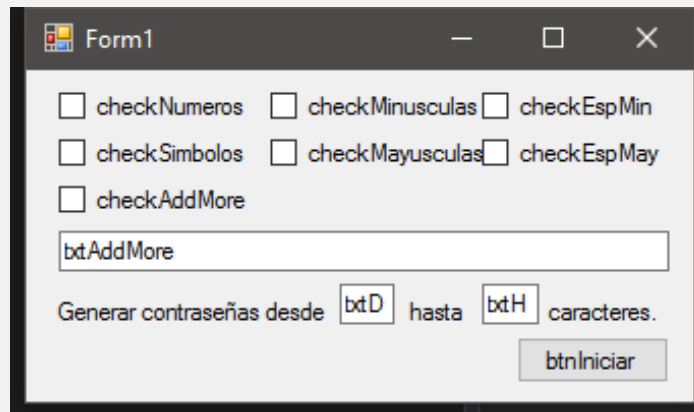 Form1
checkNumeros checkMinusculas checkEspMin
checkSimbolos checkMayusculas checkEspMay
checkAddMore
txtAddMore
Generar contraseñas desde txtD hasta txtH caracteres.
btnIniciar